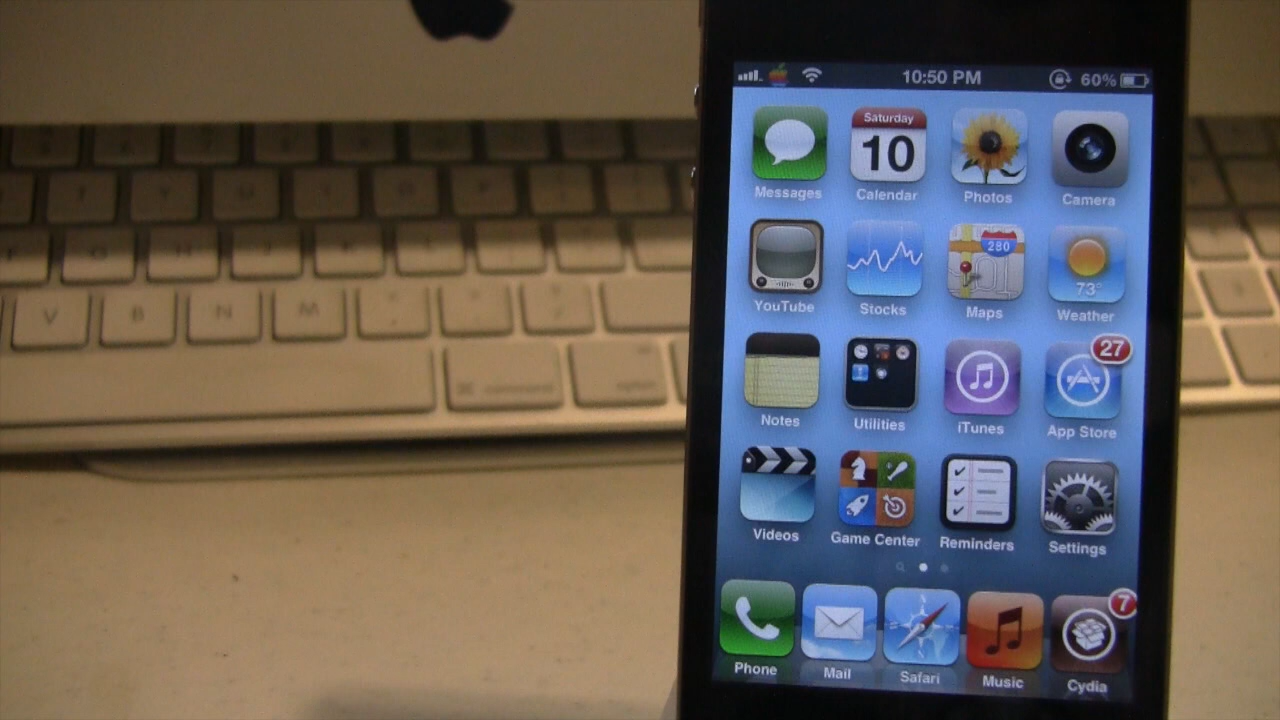 10:50 PM 60%
Saturday
10
Messages Calendar Photos Camera
280
73°
YouTube Stocks Maps Weather
27
Notes Utilities iTunes App Store
Videos Game Center Reminders Settings
7
Phone Mail Safari Music Cydia
V B N M